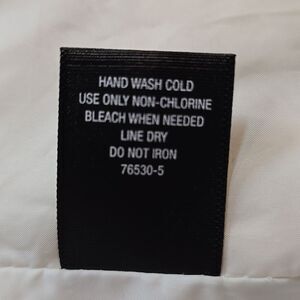 HAND WASH COLD
USE ONLY NON-CHLORINE
BLEACH WHEN NEEDED
LINE DRY
DO NOT IRON
76530-5